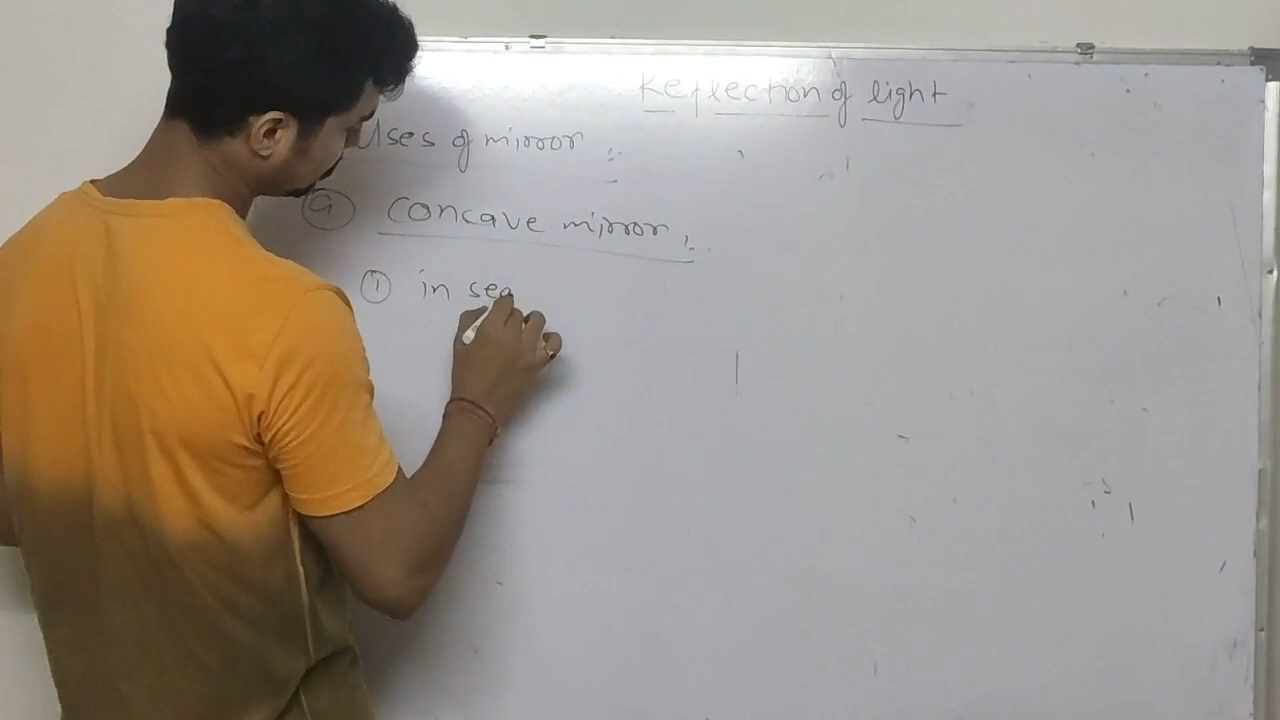 Reflection of light
Uses of mirror :-
(a) Concave mirror :-
(1) in sea